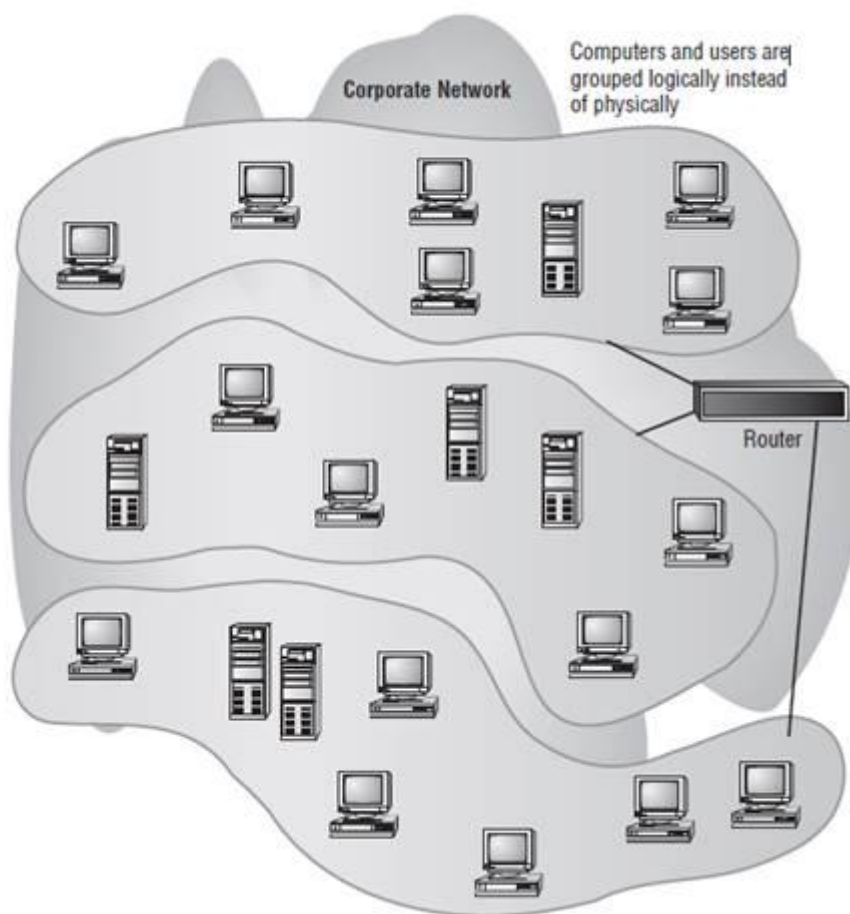 Computers and users are
grouped logically instead
of physically
Corporate Network
Router